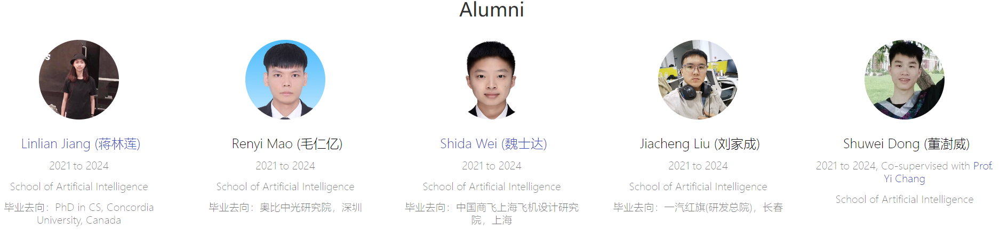 Alumni
Linlian Jiang (蒋林莲)
2021 to 2024
School of Artificial Intelligence
毕业去向：PhD in CS, Concordia
University, Canada
Renyi Mao (毛仁亿)
2021 to 2024
School of Artificial Intelligence
毕业去向：奥比中光研究院，深圳
Shida Wei (魏士达)
2021 to 2024
School of Artificial Intelligence
毕业去向：中国商飞上海飞机设计研究
院，上海
Jiacheng Liu (刘家成)
2021 to 2024
School of Artificial Intelligence
毕业去向：一汽红旗(研发总院)，长春
Shuwei Dong (董澍威)
2021 to 2024, Co-supervised with Prof.
Yi Chang
School of Artificial Intelligence